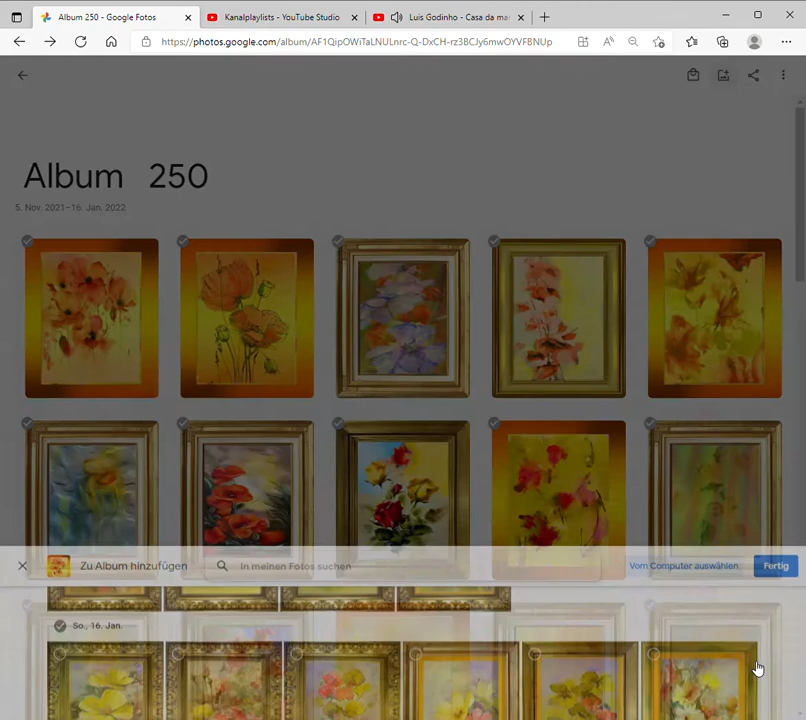 Album 250 - Google Fotos
Kanalplaylists - YouTube Studio
Luis Godinho - Casa da ma
https://photos.google.com/album/AF1QipOWiTaLNULnrc-Q-DxCH-rz3BCJy6mwOYVFBNUp
Album 250
5. Nov. 2021–16. Jan. 2022
Zu Album hinzufügen
In meinen Fotos suchen
Vom Computer auswählen
Fertig
So., 16. Jan.